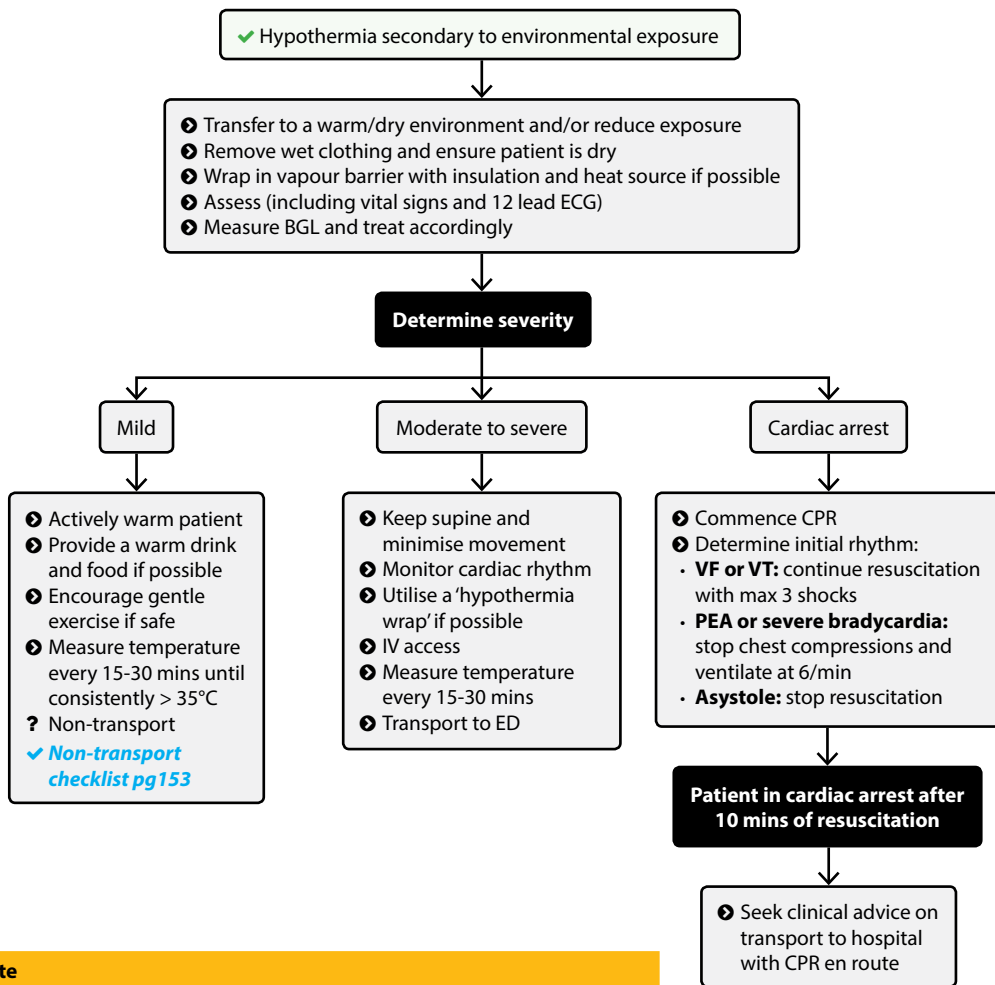 Hypothermia secondary to environmental exposure
Transfer to a warm/dry environment and/or reduce exposure
Remove wet clothing and ensure patient is dry
Wrap in vapour barrier with insulation and heat source if possible
Assess (including vital signs and 12 lead ECG)
Measure BGL and treat accordingly
Determine severity
Mild
Actively warm patient
Provide a warm drink
and food if possible
Encourage gentle
exercise if safe
Measure temperature
every 15-30 mins until
consistently > 35°C
? Non-transport
Non-transport
checklist pg153
Moderate to severe
Keep supine and
minimise movement
Monitor cardiac rhythm
Utilise a 'hypothermia
wrap' if possible
IV access
Measure temperature
every 15-30 mins
Transport to ED
Cardiac arrest
Commence CPR
Determine initial rhythm:
• VF or VT: continue resuscitation
with max 3 shocks
• PEA or severe bradycardia:
stop chest compressions and
ventilate at 6/min
• Asystole: stop resuscitation
Patient in cardiac arrest after
10 mins of resuscitation
Seek clinical advice on
transport to hospital
with CPR en route
te